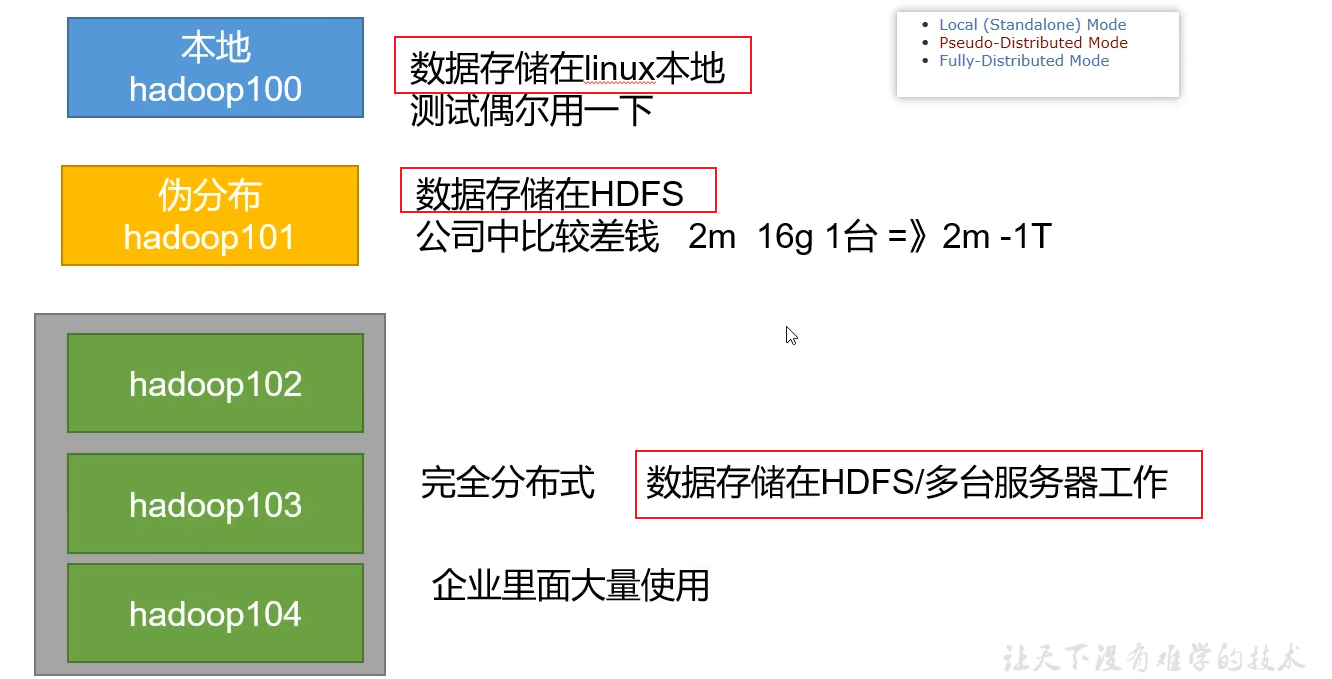 本地
hadoop100
数据存储在linux本地
测试偶尔用一下
Local (Standalone) Mode
Pseudo-Distributed Mode
Fully-Distributed Mode
伪分布
hadoop101
数据存储在HDFS
公司中比较差钱 2m 16g 1台 =》2m -1T
hadoop102
hadoop103
hadoop104
完全分布式 数据存储在HDFS/多台服务器工作
企业里面大量使用
让天下没有难学的技术